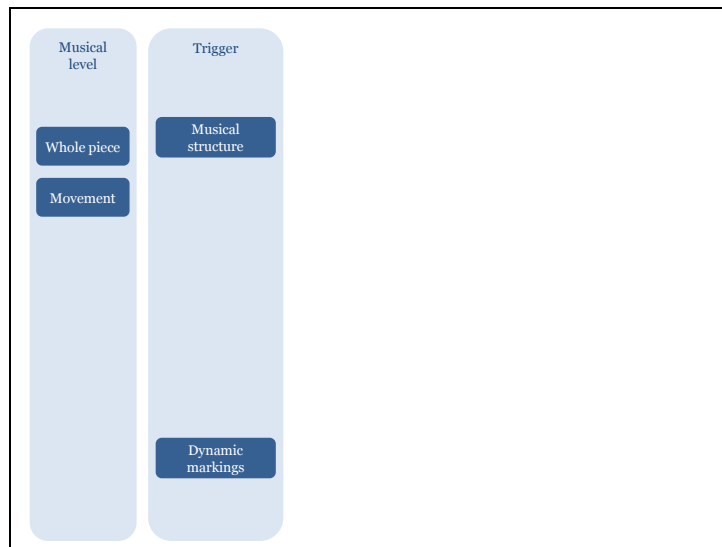 Musical
level
Whole piece
Movement
Trigger
Musical
structure
Dynamic
markings